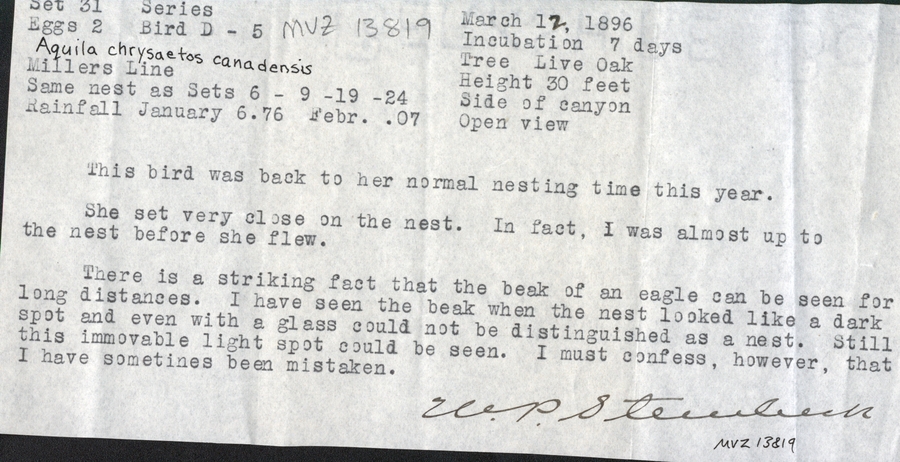 Set 31 Series
Eggs 2 Bird D - 5 MVZ 13819
Aquila chrysaetos canadensis
Millers Line
Same nest as Sets 6 - 9 -19 -24
Rainfall January 6.76 Febr. .07
March 12, 1896
Incubation 7 days
Tree Live Oak
Height 30 feet
Side of canyon
Open view
This bird was back to her normal nesting time this year.
She set very close on the nest. In fact, I was almost up to
the nest before she flew.
There is a striking fact that the beak of an eagle can be seen for
long distances. I have seen the beak when the nest looked like a dark
spot and even with a glass could not be distinguished as a nest. Still
this immovable light spot could be seen. I must confess, however, that
I have sometines been mistaken.
W. P. Steinbeck
MVZ 13819